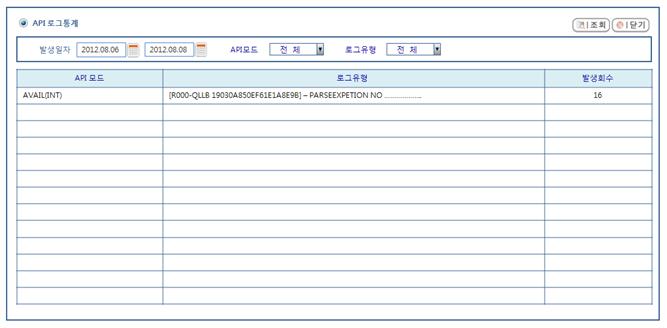 API 로그통계
조회 닫기
발생일자 2012.08.06 2012.08.08 API모드 전 체 로그유형 전 체
API 모드 로그유형 발생회수
AVAIL(INT) [R000-QLLB 19030A850EF61E1A8E9B] – PARSEEXPETION NO ...................... 16